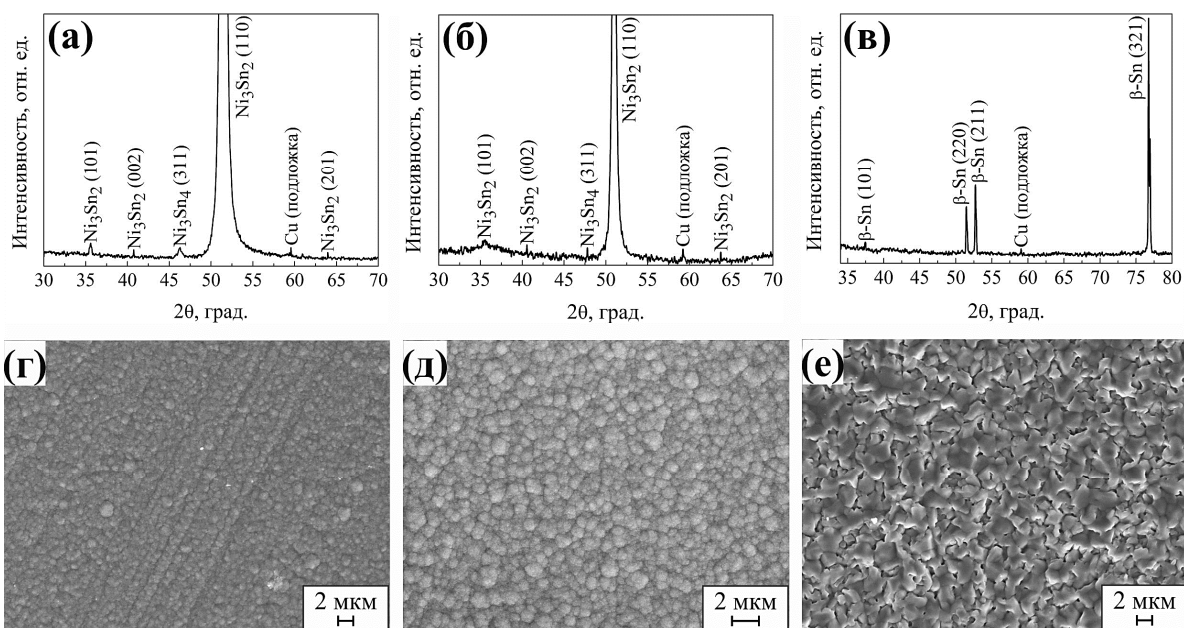 (а)
Интенсивность, отн. ед.
Ni3Sn2 (101)
Ni3Sn2 (002)
Ni3Sn4 (311)
Ni3Sn2 (110)
Cu (подложка)
Ni3Sn2 (201)
30 35 40 45 50 55 60 65 70
2θ, град.
(б)
Интенсивность, отн. ед.
Ni3Sn2 (101)
Ni3Sn2 (002)
Ni3Sn4 (311)
Ni3Sn2 (110)
Cu (подложка)
Ni3Sn2 (201)
30 35 40 45 50 55 60 65 70
2θ, град.
(в)
Интенсивность, отн. ед.
β-Sn (101)
β-Sn (220)
β-Sn (211)
Cu (подложка)
β-Sn (321)
35 40 45 50 55 60 65 70 75
2θ, град.
(г)
2 мкм
(д)
2 мкм
(е)
2 мкм